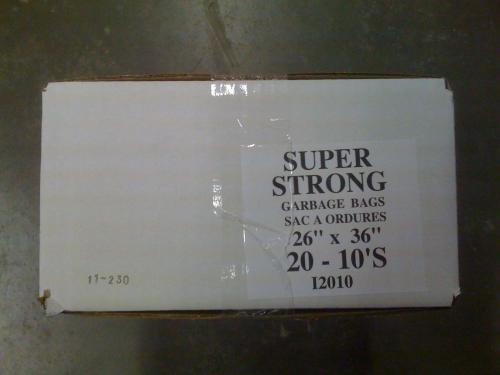 SUPER
STRONG
GARBAGE BAGS
SAC A ORDURES
26" x 36"
20 - 10'S
I2010
11-230